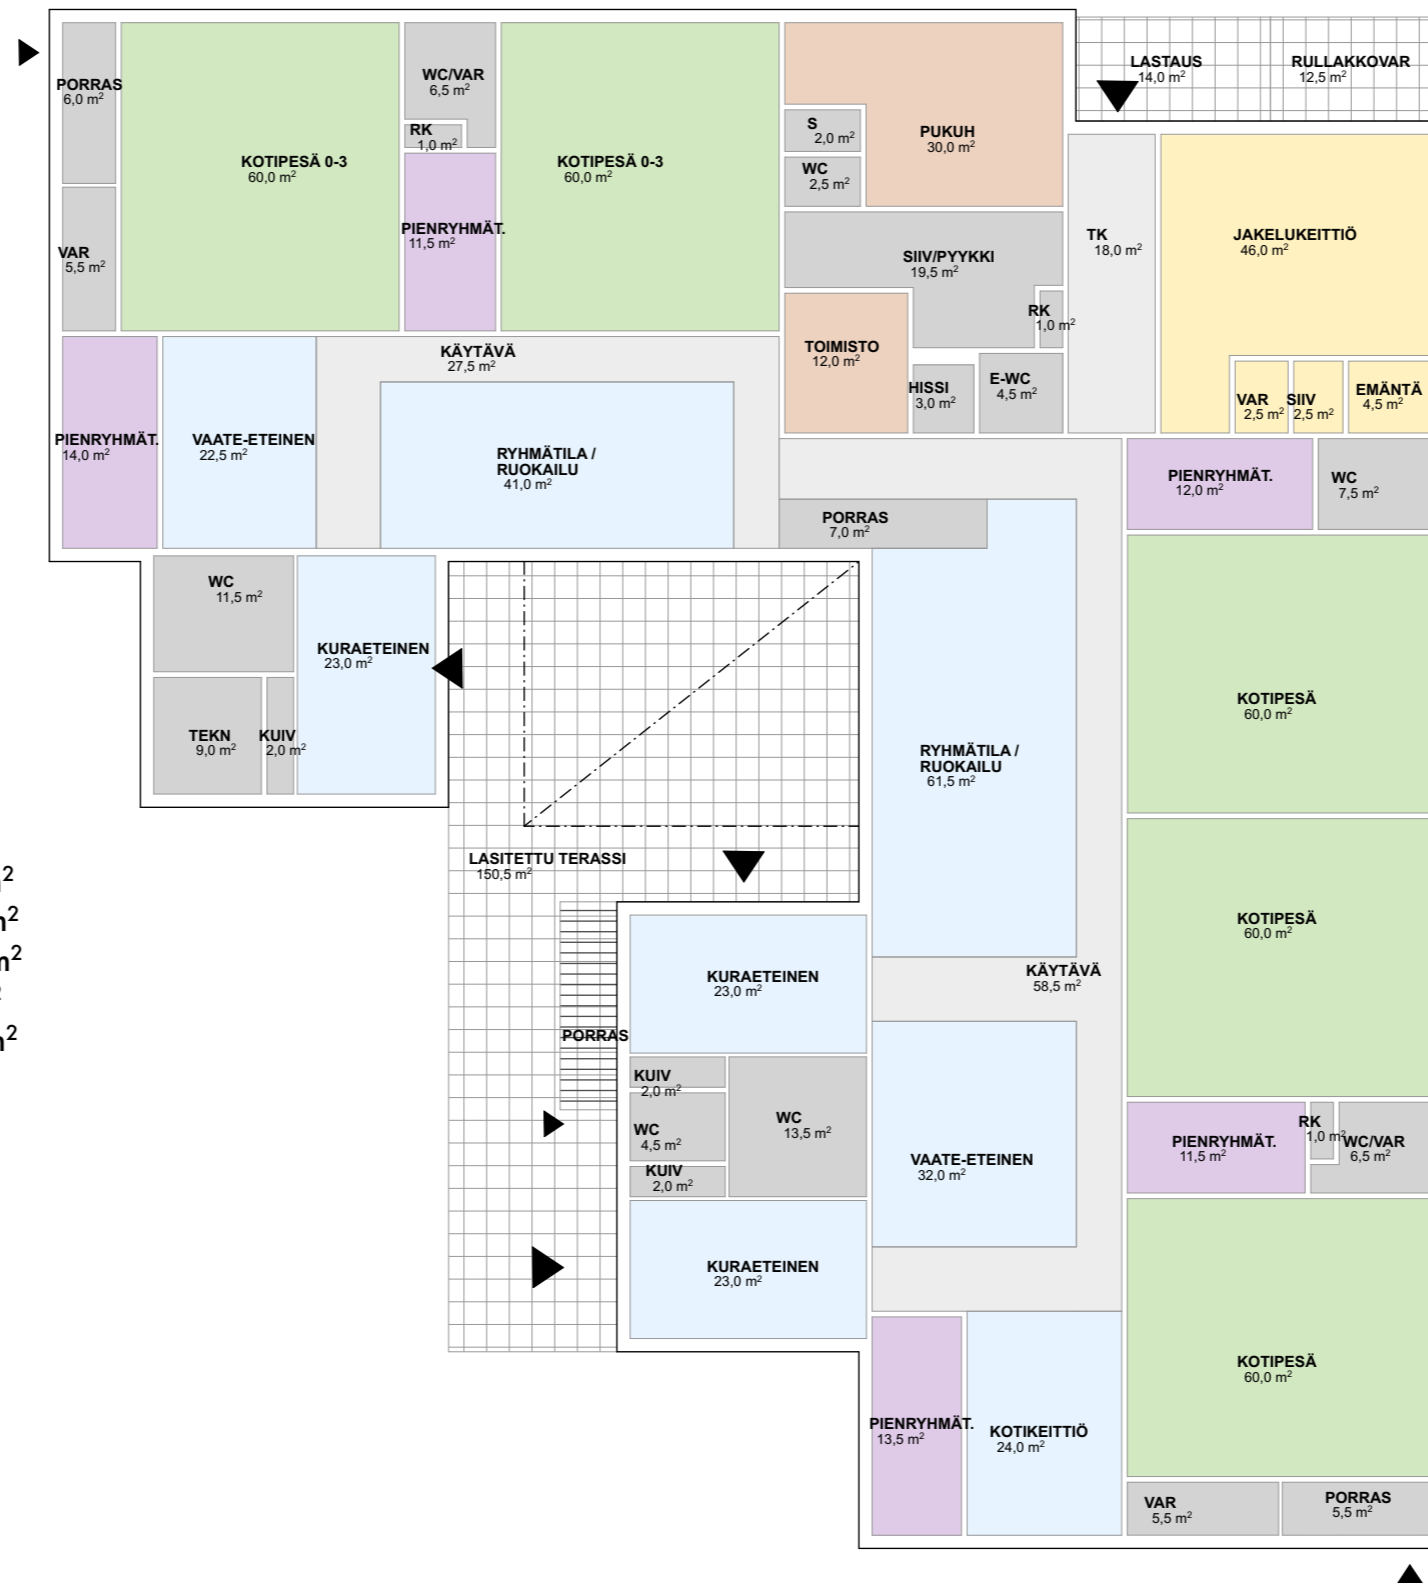 PORRAS
6,0 m²
KOTIPESÄ 0-3
60,0 m²
WC/VAR
6,5 m²
RK
1,0 m²
PIENRYHMÄT.
11,5 m²
KOTIPESÄ 0-3
60,0 m²
S
2,0 m²
WC
2,5 m²
PUKUH
30,0 m²
LASTAUS
14,0 m²
RULLAKKOVAR
12,5 m²
VAR
5,5 m²
SIIV/PYYKKI
19,5 m²
RK
1,0 m²
TK
18,0 m²
JAKELUKEITTIÖ
46,0 m²
TOIMISTO
12,0 m²
HISSI
3,0 m²
E-WC
4,5 m²
VAR
2,5 m²
SIIV
2,5 m²
EMÄNTÄ
4,5 m²
KÄYTÄVÄ
27,5 m²
PIENRYHMÄT.
14,0 m²
VAATE-ETEINEN
22,5 m²
RYHMÄTILA /
RUOKAILU
41,0 m²
PORRAS
7,0 m²
PIENRYHMÄT.
12,0 m²
WC
7,5 m²
WC
11,5 m²
KURAETEINEN
23,0 m²
TEKN
9,0 m²
KUIV
2,0 m²
KOTIPESÄ
60,0 m²
RYHMÄTILA /
RUOKAILU
61,5 m²
LASITETTU TERASSI
150,5 m²
m²
m²
m²
KOTIPESÄ
60,0 m²
KURAETEINEN
23,0 m²
KÄYTÄVÄ
58,5 m²
PORRAS
KUIV
2,0 m²
WC
4,5 m²
KUIV
2,0 m²
WC
13,5 m²
VAATE-ETEINEN
32,0 m²
PIENRYHMÄT.
11,5 m²
RK
1,0 m²
WC/VAR
6,5 m²
KURAETEINEN
23,0 m²
KOTIPESÄ
60,0 m²
PIENRYHMÄT.
13,5 m²
KOTIKEITTIÖ
24,0 m²
VAR
5,5 m²
PORRAS
5,5 m²